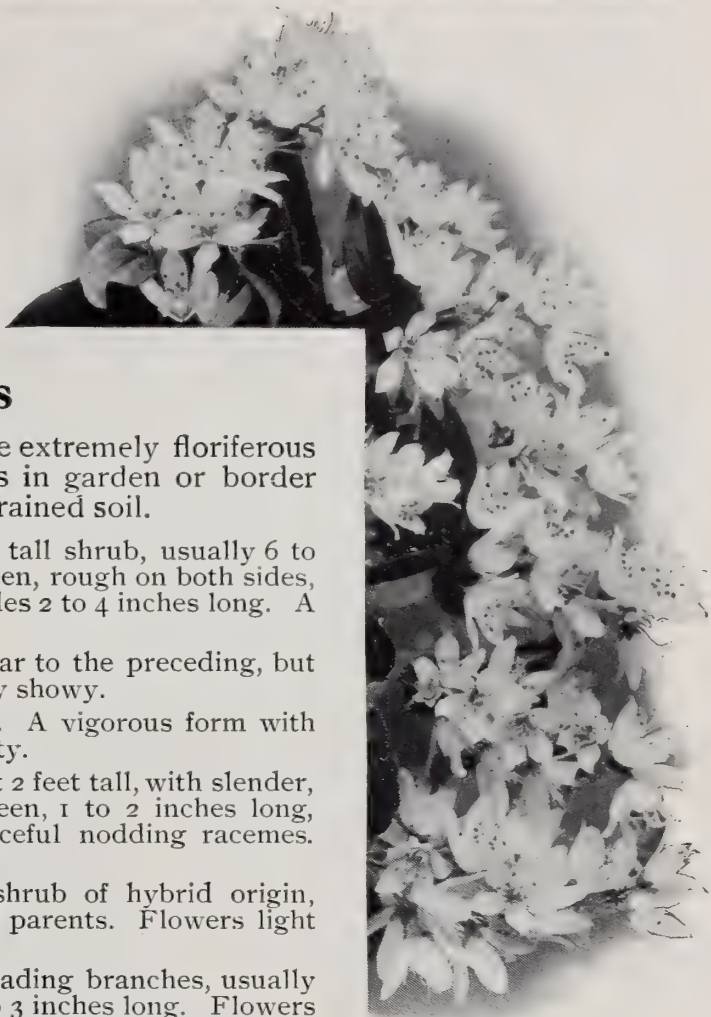 s
e extremely floriferous
s in garden or border
rained soil.
tall shrub, usually 6 to
en, rough on both sides,
les 2 to 4 inches long. A
ar to the preceding, but
y showy.
. A vigorous form with
ty.
t 2 feet tall, with slender,
een, 1 to 2 inches long,
ceful nodding racemes.
shrub of hybrid origin,
parents. Flowers light
ading branches, usually
o 3 inches long. Flowers